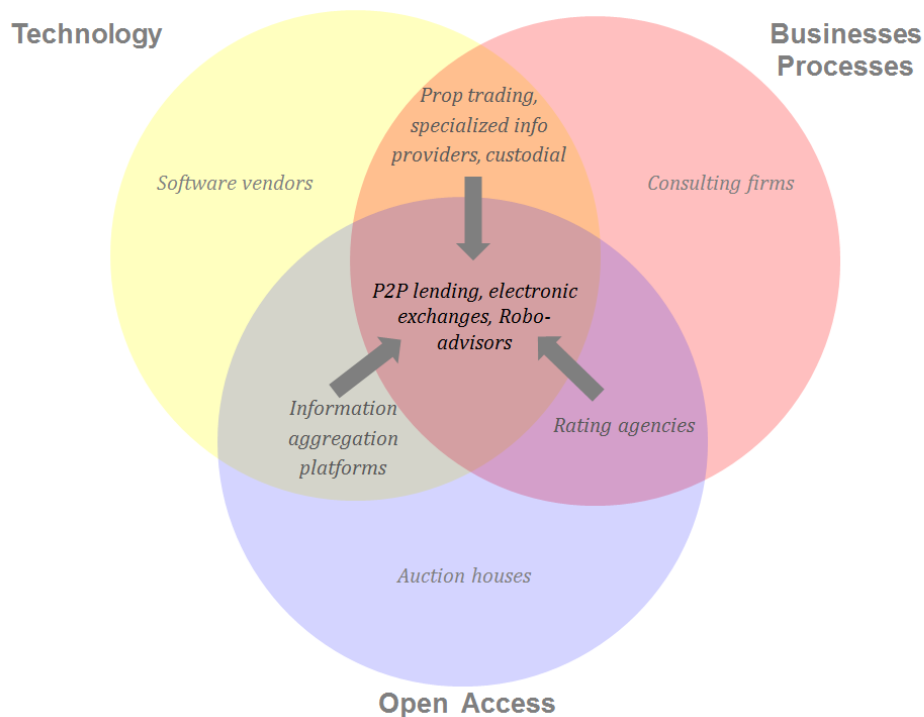 Technology
Businesses
Processes
Prop trading,
specialized info
providers, custodial
Software vendors
Consulting firms
P2P lending, electronic
exchanges, Robo-
advisors
Information
aggregation
platforms
Rating agencies
Auction houses
Open Access